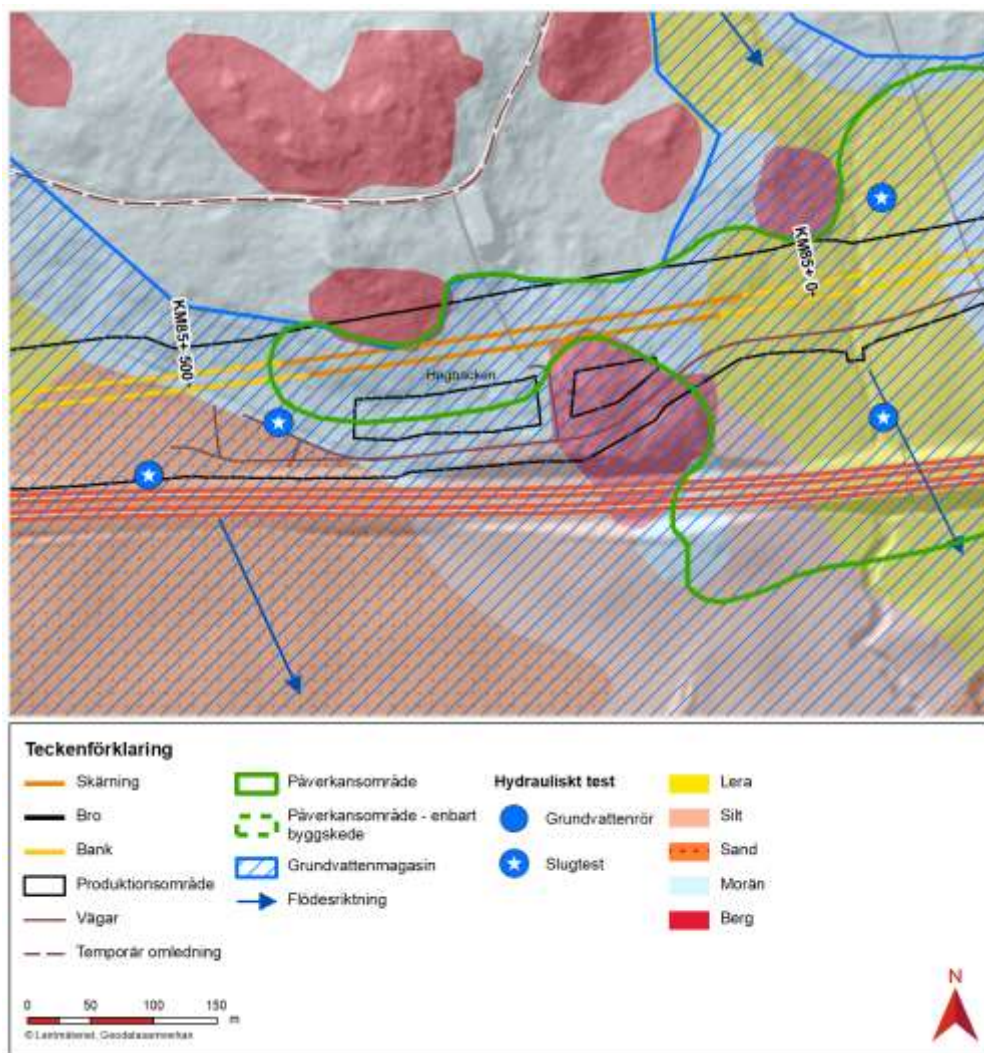 KM85+ 0-
KM85+ 500-
Hagbäcken
Teckenförklaring
Skärning
Bro
Bank
Produktionsområde
Vägar
Temporär omledning
Påverkansområde
Påverkansområde - enbart
byggskede
Grundvattenmagasin
Flödesriktning
Hydrauliskt test
Grundvattenrör
Slugtest
Lera
Silt
Sand
Morän
Berg
0 50 100 150
m
© Lantmäteriet, Geodatasamverkan
N